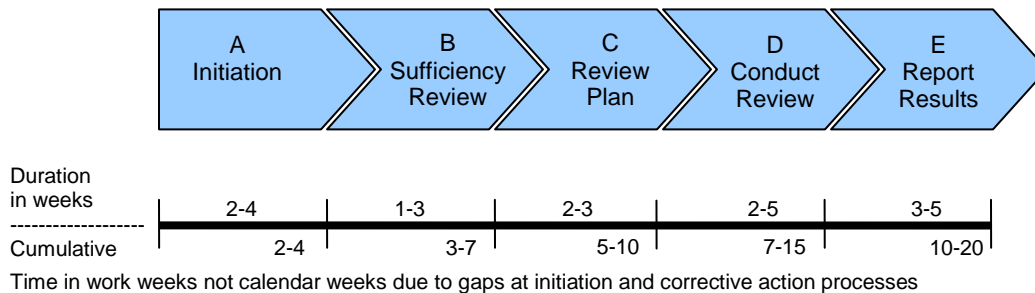 A
Initiation
B
Sufficiency
Review
C
Review
Plan
D
Conduct
Review
E
Report
Results
Duration
in weeks
2-4 1-3 2-3 2-5 3-5
----------------------
Cumulative 2-4 3-7 5-10 7-15 10-20
Time in work weeks not calendar weeks due to gaps at initiation and corrective action processes